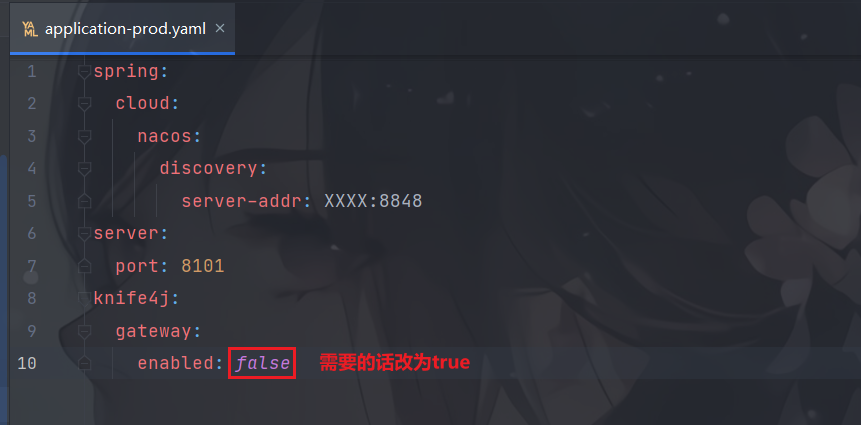 YAML application-prod.yaml ×
1 spring:
2   cloud:
3     nacos:
4       discovery:
5         server-addr: XXXX:8848
6 server:
7   port: 8101
8 knife4j:
9   gateway:
10     enabled: false 需要的话改为true